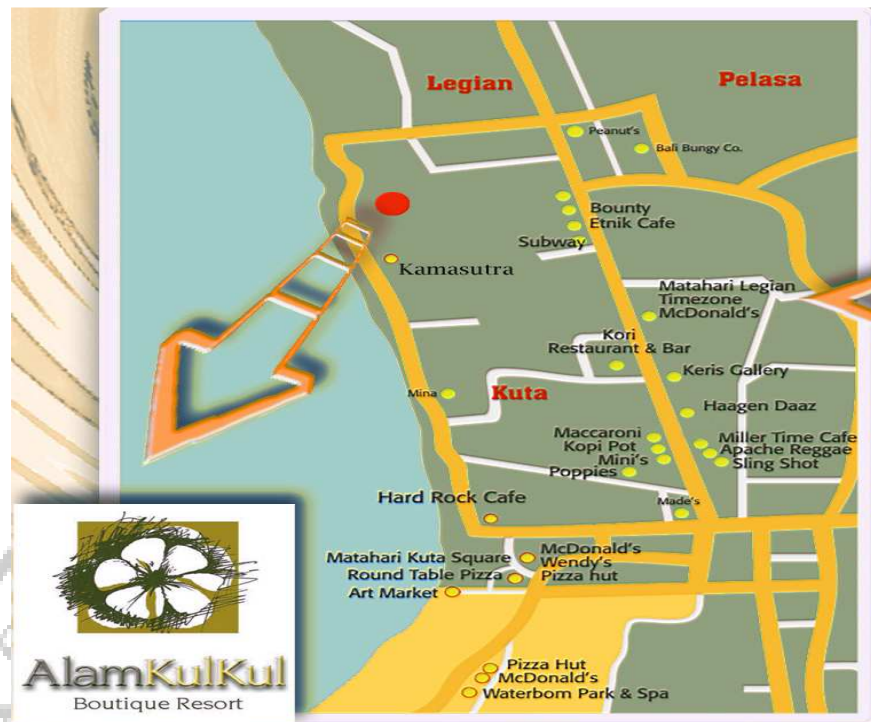 Legian
Pelasa
Peanut's
Bali Bungy Co.
Bounty
Etnik Cafe
Subway
Kamasutra
Matahari Legian
Timezone
McDonald's
Kori
Restaurant & Bar
Keris Gallery
Mina
Kuta
Haagen Daaz
Maccaroni
Kopi Pot
Mini's
Poppies
Miller Time Cafe
Apache Reggae
Sling Shot
Hard Rock Cafe
Made's
Matahari Kuta Square
Round Table Pizza
Art Market
McDonald's
Wendy's
Pizza hut
Pizza Hut
McDonald's
Waterbom Park & Spa
AlamKulKul
Boutique Resort